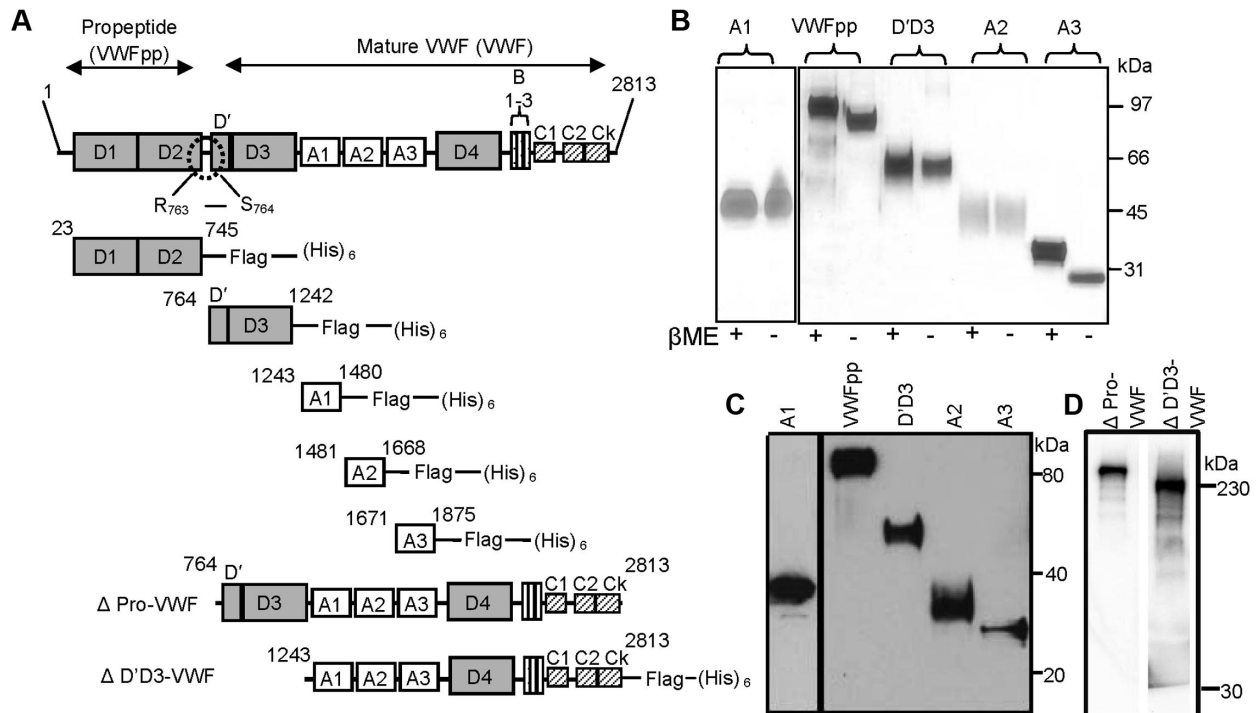 A
Propeptide
(VWFpp)
Mature VWF (VWF)
1
2813
B
1-3
D′
D1 D2 D3 A1 A2 A3 D4 C1 C2 Ck
R763 – S764
23 745
D1 D2 Flag (His)6
764 D′ 1242
D3 Flag (His)6
1243 1480
A1 Flag (His)6
1481 1668
A2 Flag (His)6
1671 1875
A3 Flag (His)6
764 D′ 2813
Δ Pro-VWF D3 A1 A2 A3 D4 C1 C2 Ck
1243 2813
Δ D'D3-VWF A1 A2 A3 D4 C1 C2 Ck Flag (His)6
B
A1 VWFpp D'D3 A2 A3
kDa
97
66
45
31
βME + - + - + - + - + -
C
A1 VWFpp D'D3 A2 A3
kDa
80
40
20
D
Δ Pro-
VWF
Δ D'D3-
VWF
kDa
230
30